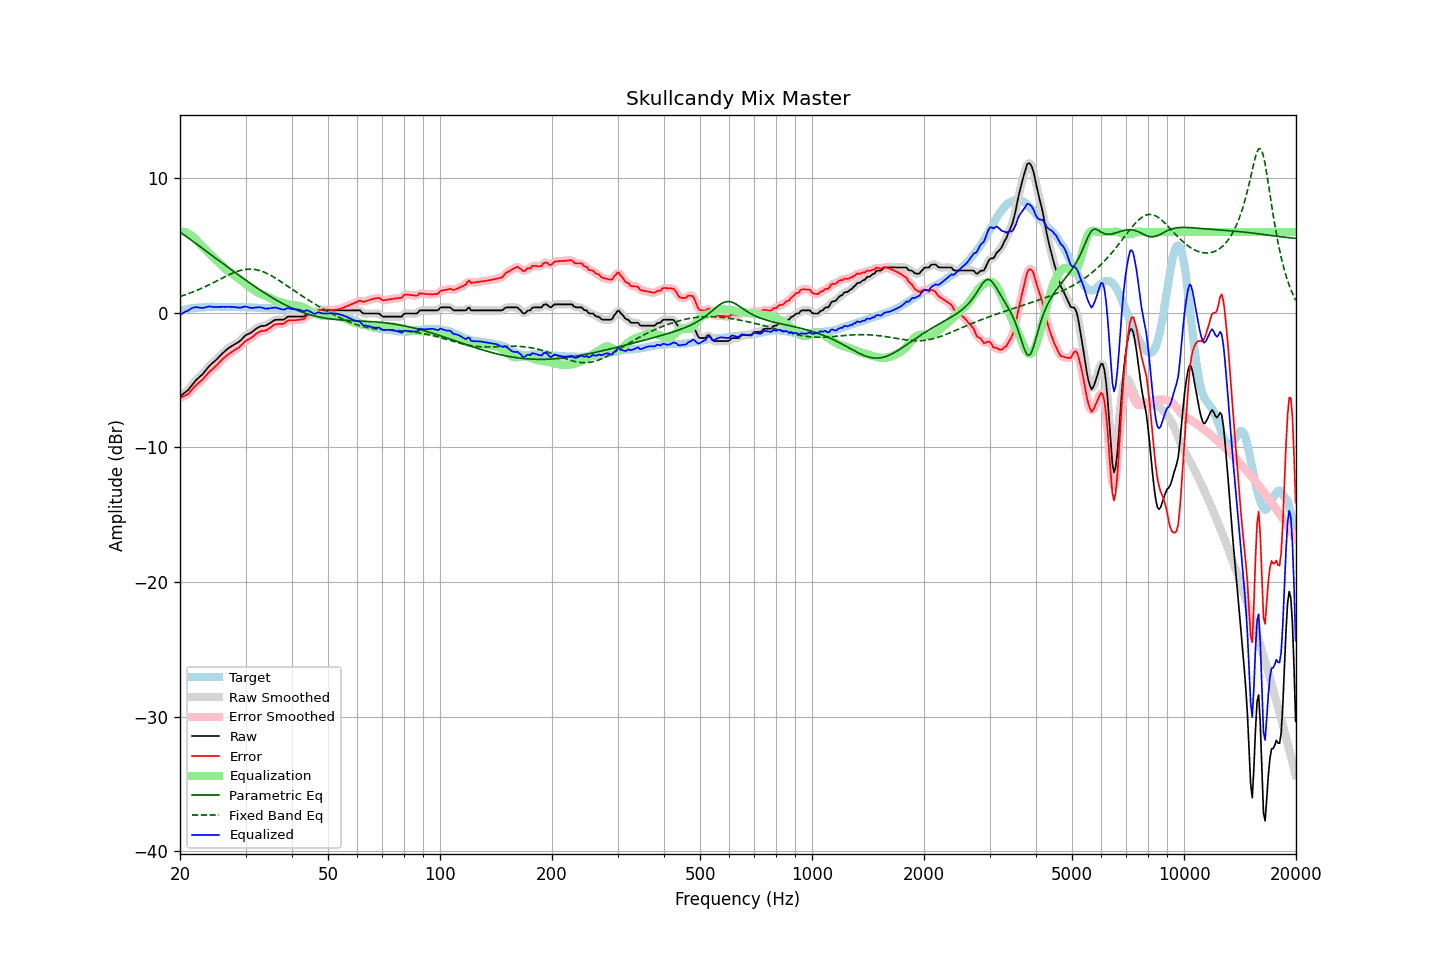 Skullcandy Mix Master
Amplitude (dBr)
10
0
−10
−20
−30
−40
Target
Raw Smoothed
Error Smoothed
Raw
Error
Equalization
Parametric Eq
Fixed Band Eq
Equalized
20 50 100 200 500 1000 2000 5000 10000 20000
Frequency (Hz)